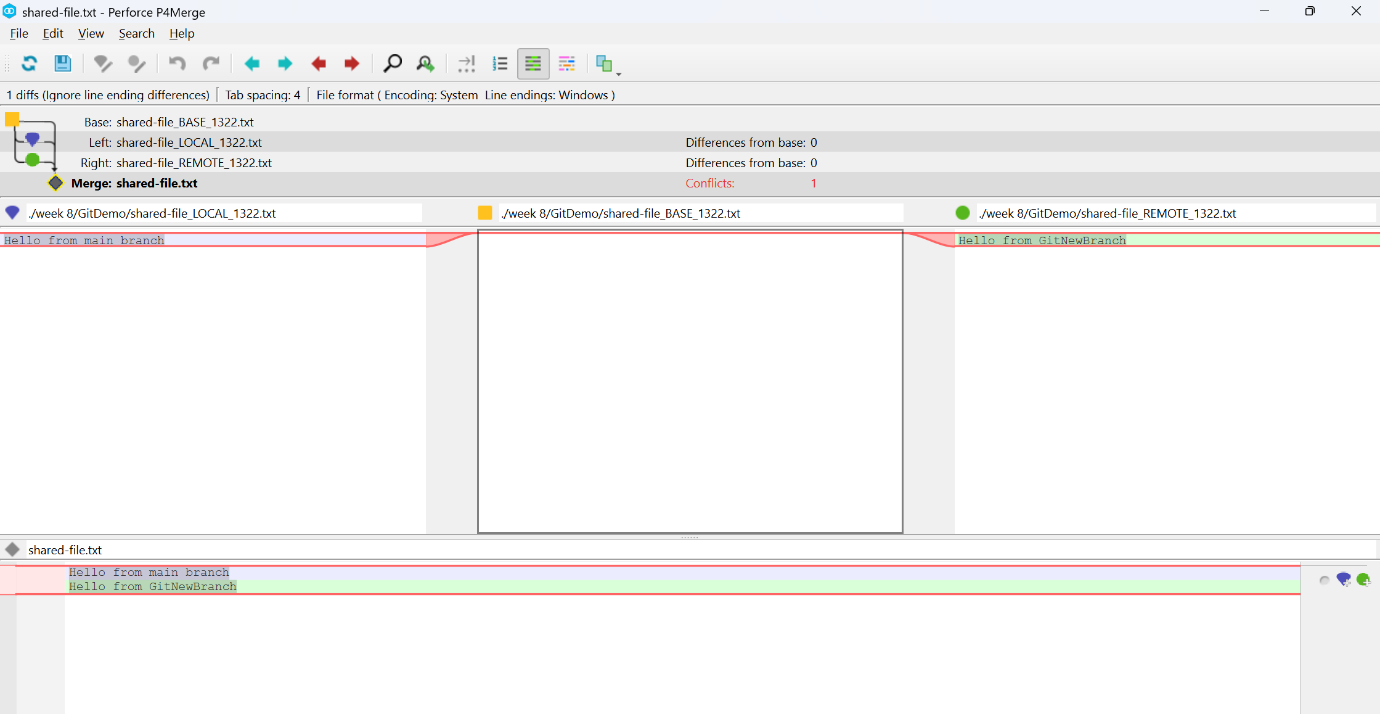 shared-file.txt - Perforce P4Merge
File Edit View Search Help
1 diffs (Ignore line ending differences) Tab spacing: 4 File format ( Encoding: System Line endings: Windows )
Base: shared-file_BASE_1322.txt
Left: shared-file_LOCAL_1322.txt Differences from base: 0
Right: shared-file_REMOTE_1322.txt Differences from base: 0
Merge: shared-file.txt Conflicts: 1
./week 8/GitDemo/shared-file_LOCAL_1322.txt ./week 8/GitDemo/shared-file_BASE_1322.txt ./week 8/GitDemo/shared-file_REMOTE_1322.txt
Hello from main branch Hello from GitNewBranch
shared-file.txt
Hello from main branch
Hello from GitNewBranch